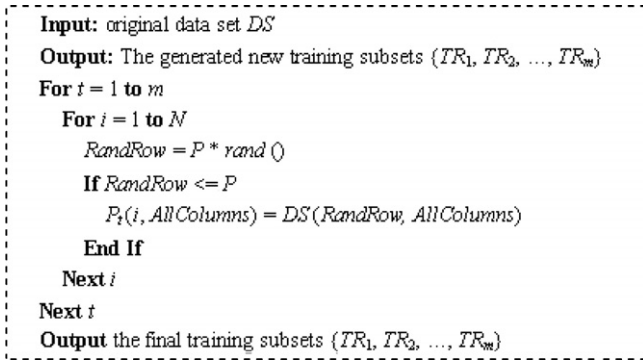 Input: original data set DS
Output: The generated new training subsets {TR1, TR2, ..., TRm}
For t = 1 to m
For i = 1 to N
RandRow = P * rand ()
If RandRow <= P
Pt(i, AllColumns) = DS(RandRow, AllColumns)
End If
Next i
Next t
Output the final training subsets {TR1, TR2, ..., TRm}